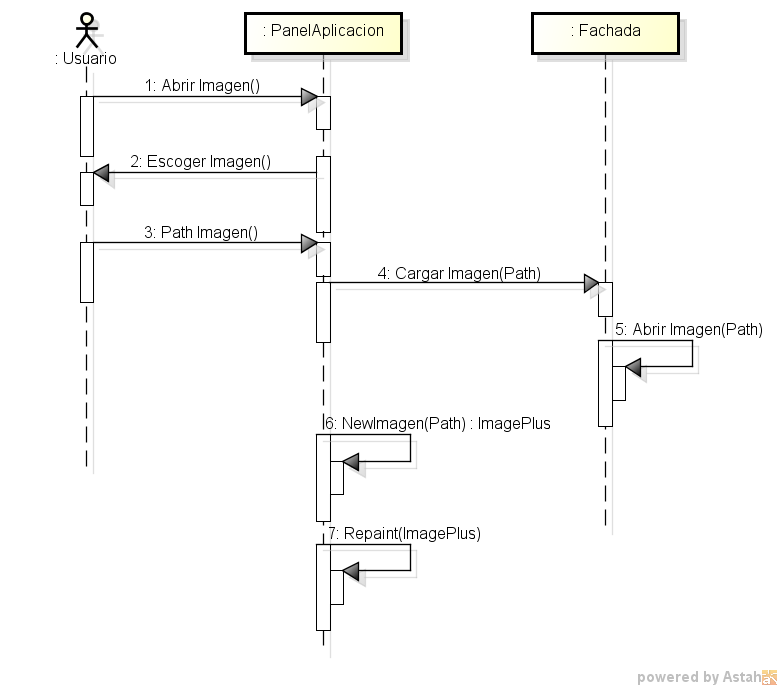 : Usuario
: PanelAplicacion
: Fachada
1: Abrir Imagen()
2: Escoger Imagen()
3: Path Imagen()
4: Cargar Imagen(Path)
5: Abrir Imagen(Path)
6: NewImagen(Path) : ImagePlus
7: Repaint(ImagePlus)
powered by Astah